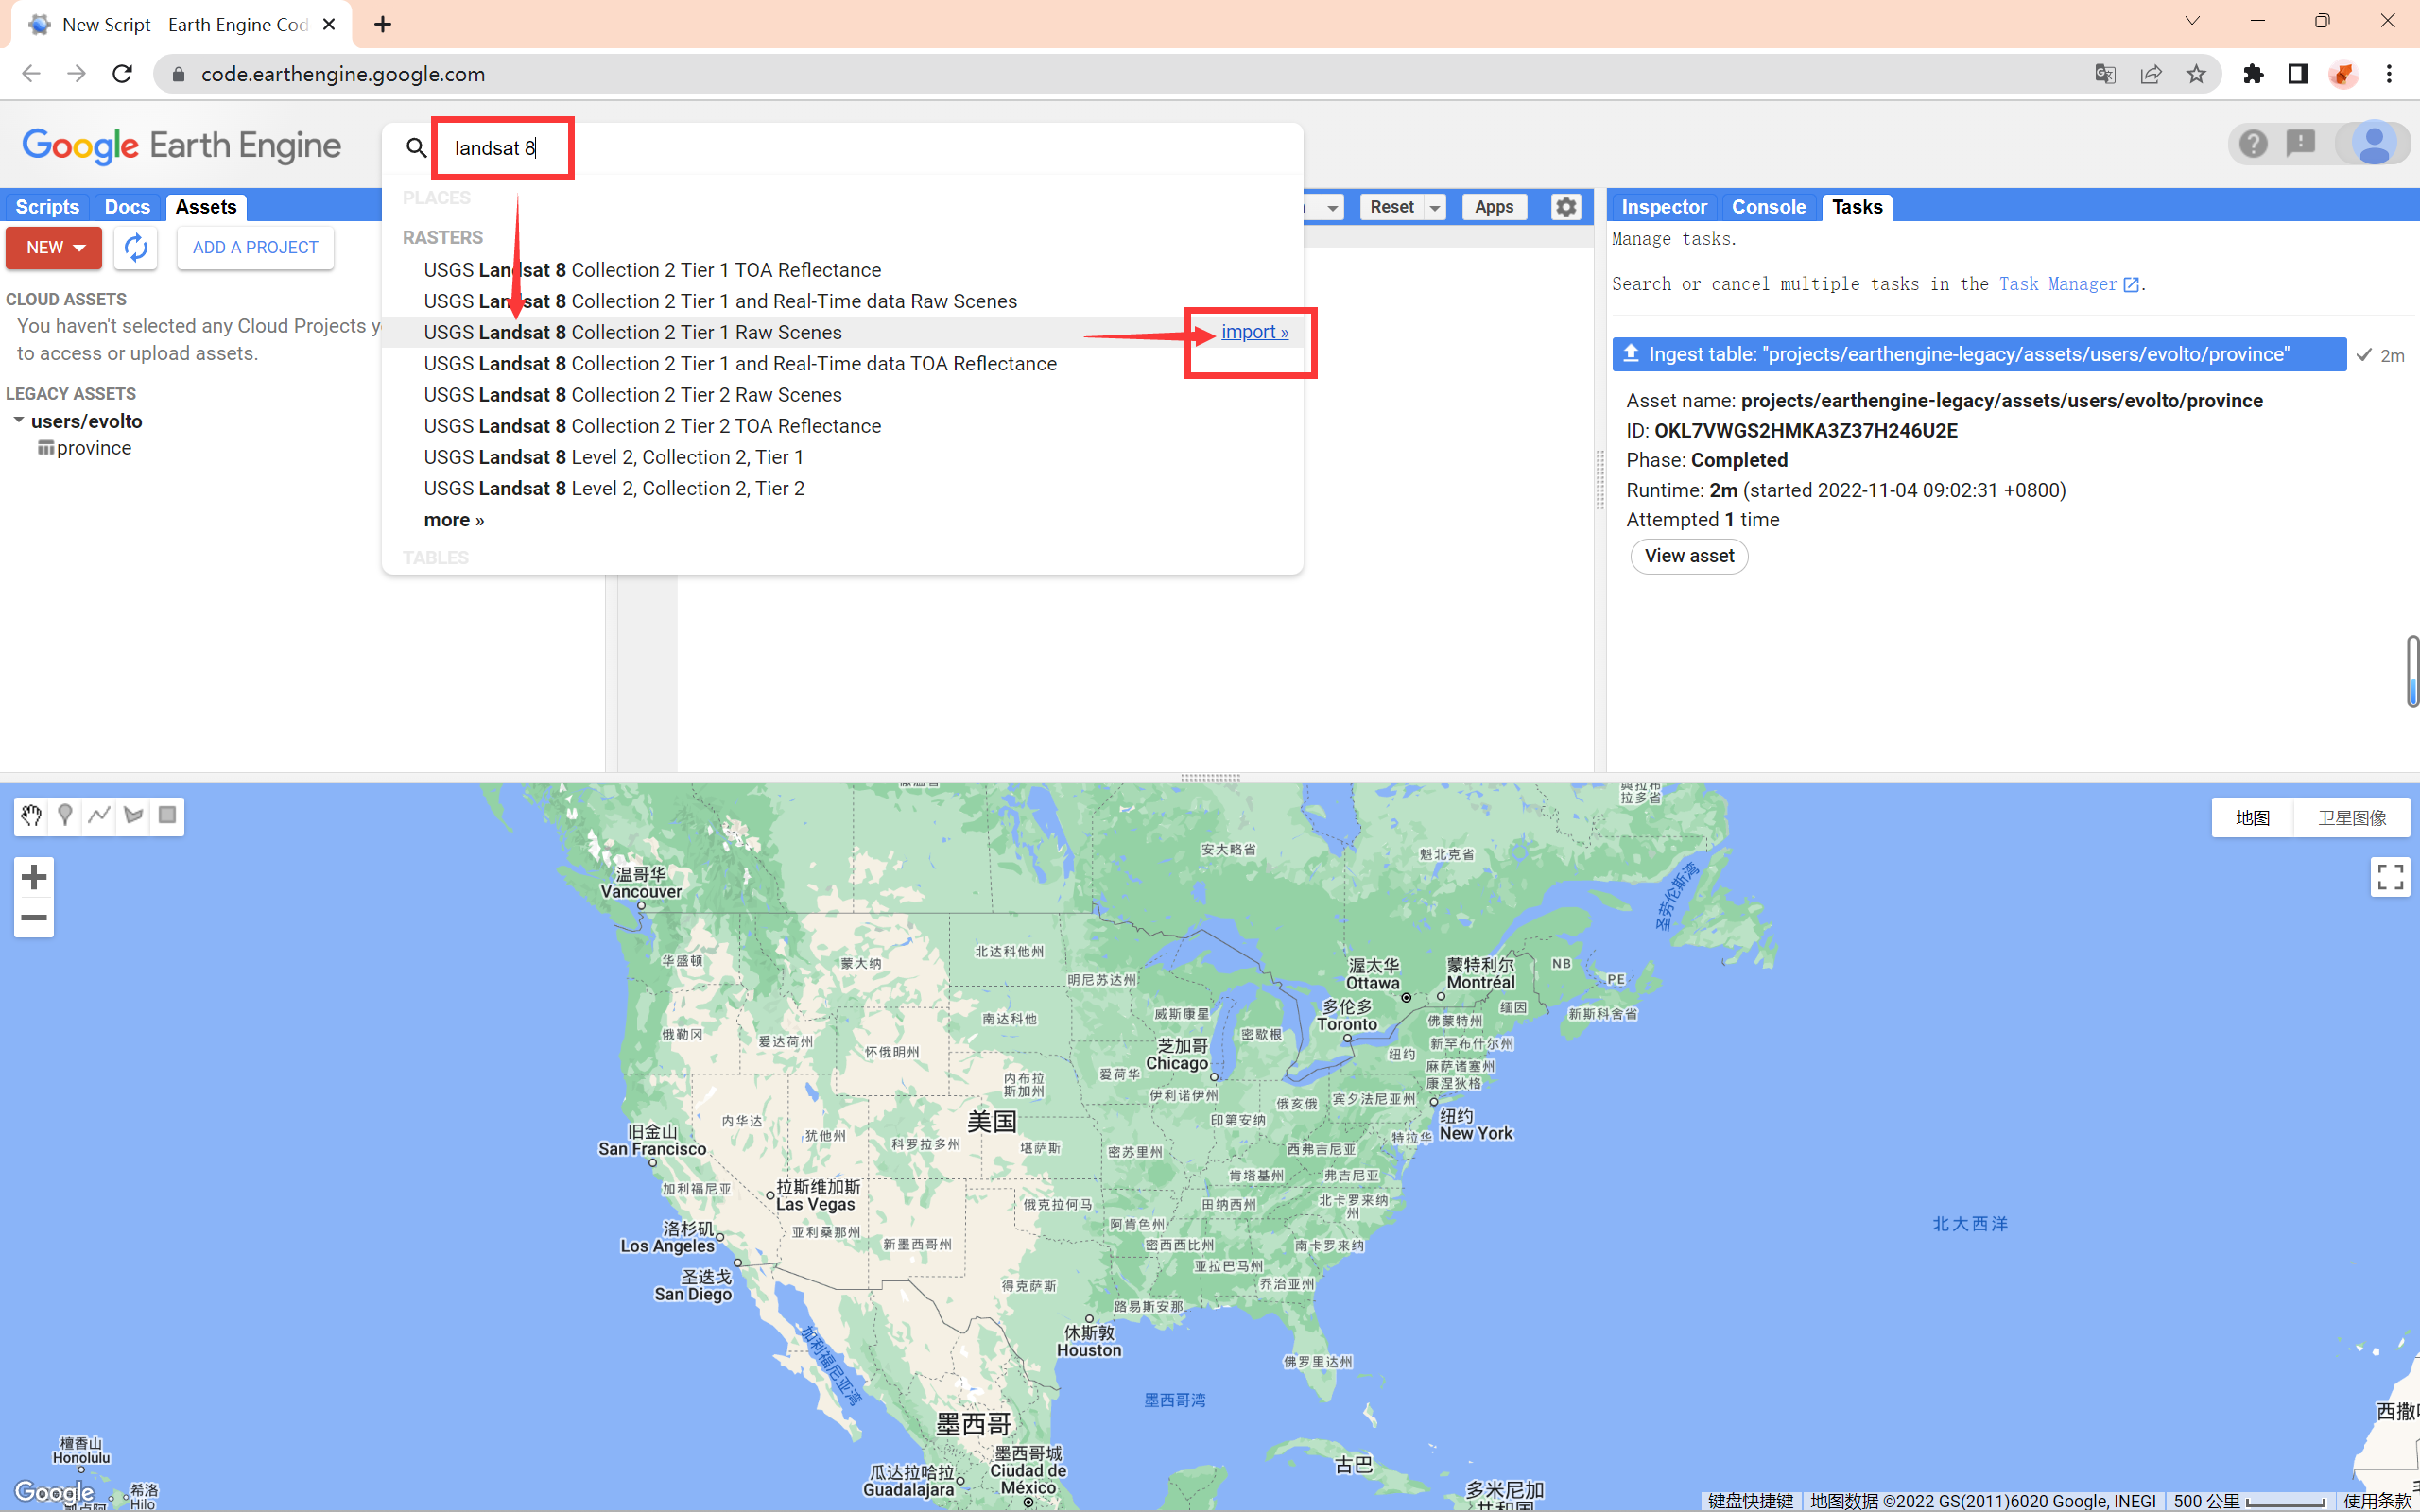 New Script - Earth Engine Cod
code.earthengine.google.com
Google Earth Engine
landsat 8
Scripts Docs Assets
NEW
ADD A PROJECT
CLOUD ASSETS
You haven't selected any Cloud Projects y
to access or upload assets.
LEGACY ASSETS
users/evolto
province
PLACES
RASTERS
USGS Landsat 8 Collection 2 Tier 1 TOA Reflectance
USGS Landsat 8 Collection 2 Tier 1 and Real-Time data Raw Scenes
USGS Landsat 8 Collection 2 Tier 1 Raw Scenes
import »
USGS Landsat 8 Collection 2 Tier 1 and Real-Time data TOA Reflectance
USGS Landsat 8 Collection 2 Tier 2 Raw Scenes
USGS Landsat 8 Collection 2 Tier 2 TOA Reflectance
USGS Landsat 8 Level 2, Collection 2, Tier 1
USGS Landsat 8 Level 2, Collection 2, Tier 2
more »
TABLES
Reset
Apps
Inspector Console Tasks
Manage tasks.
Search or cancel multiple tasks in the Task Manager.
Ingest table: "projects/earthengine-legacy/assets/users/evolto/province"
2m
Asset name: projects/earthengine-legacy/assets/users/evolto/province
ID: OKL7VWGS2HMKA3Z37H246U2E
Phase: Completed
Runtime: 2m (started 2022-11-04 09:02:31 +0800)
Attempted 1 time
View asset
地图
卫星图像
拉多省
安大略省
魁北克省
圣劳伦斯湾
温哥华
Vancouver
华盛顿
蒙大纳
北达科他州
明尼苏达州
渥太华
Ottawa
蒙特利尔
Montréal
NB
PE
俄勒冈
爱达荷州
怀俄明州
南达科他
威斯康星
密歇根
多伦多
Toronto
佛蒙特州
缅因
新斯科舍省
芝加哥
Chicago
纽约
新罕布什尔州
麻萨诸塞州
康涅狄格
内布拉
斯加州
爱荷华
伊利诺伊州
俄亥俄
宾夕法尼亚州
纽约
New York
内华达
犹他州
科罗拉多州
美国
堪萨斯
密苏里州
印第安纳
西弗吉尼亚
特拉华
旧金山
San Francisco
加利福尼亚
拉斯维加斯
Las Vegas
俄克拉何马
肯塔基州
弗吉尼亚
田纳西州
北卡罗来纳
州
洛杉矶
Los Angeles
亚利桑那州
新墨西哥州
阿肯色州
密西西比州
南卡罗来纳
北大西洋
圣迭戈
San Diego
得克萨斯
亚拉巴马州
乔治亚州
路易斯安那
休斯敦
Houston
佛罗里达州
加利福尼亚湾
墨西哥湾
墨西哥
墨西哥城
Ciudad de
México
瓜达拉哈拉
Guadalajara
古巴
多米尼加
共和国
檀香山
Honolulu
希洛
Hilo
Google
键盘快捷键
地图数据 ©2022 GS(2011)6020 Google, INEGI
500 公里
使用条款